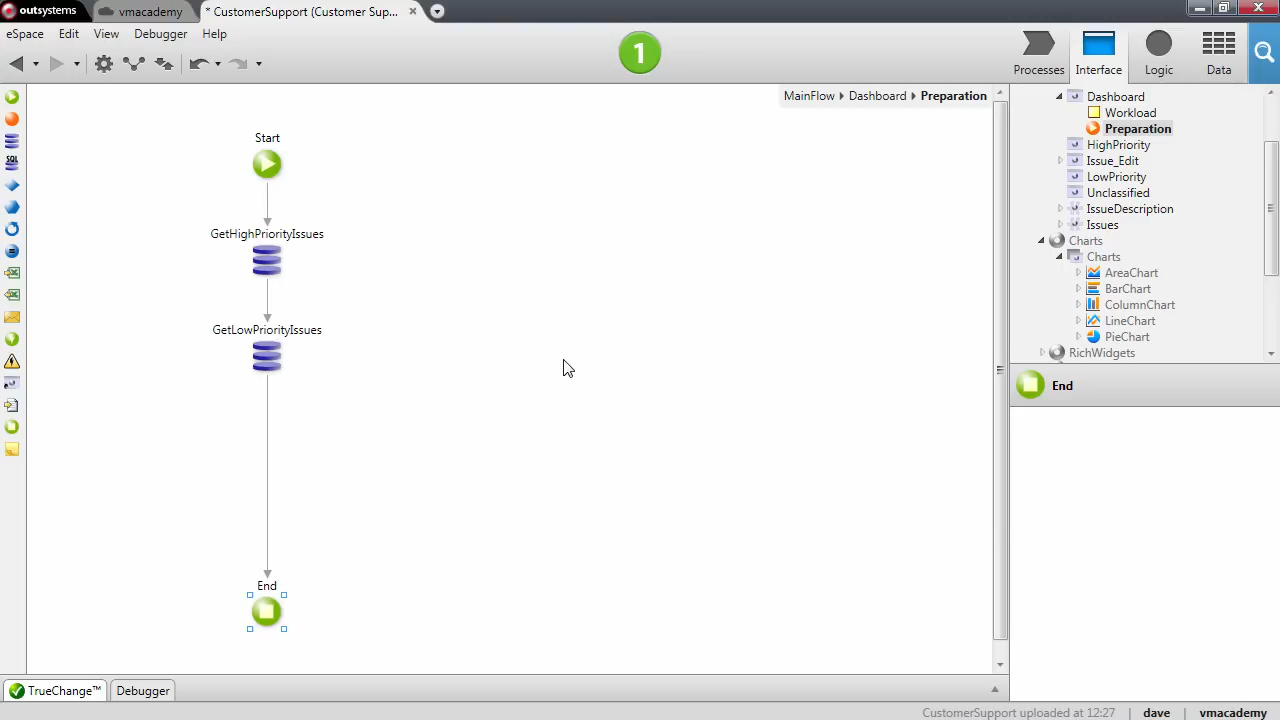 outsystems
vmacademy
* CustomerSupport (Customer Sup...
eSpace Edit View Debugger Help
1
Processes Interface Logic Data
MainFlow Dashboard Preparation
Start
GetHighPriorityIssues
GetLowPriorityIssues
End
SQL
Dashboard
Workload
Preparation
HighPriority
Issue_Edit
LowPriority
Unclassified
IssueDescription
Issues
Charts
Charts
AreaChart
BarChart
ColumnChart
LineChart
PieChart
RichWidgets
End
TrueChange™ Debugger
CustomerSupport uploaded at 12:27 dave vmacademy